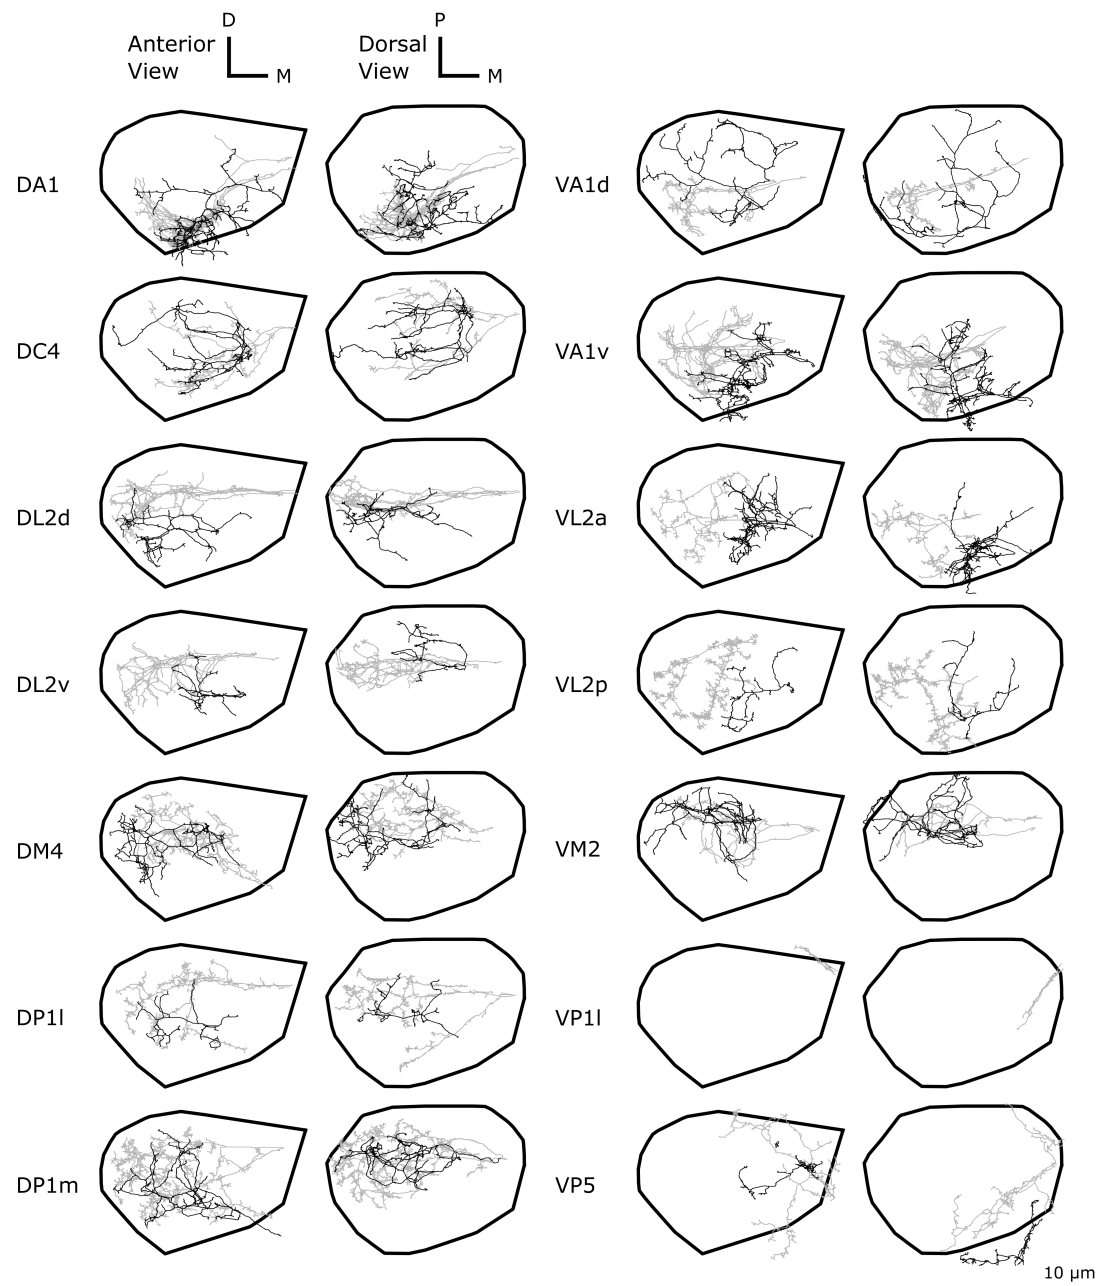 D
Anterior
View
M
P
Dorsal
View
M
DA1
DC4
DL2d
DL2v
DM4
DP1l
DP1m
VA1d
VA1v
VL2a
VL2p
VM2
VP1l
VP5
10 µm